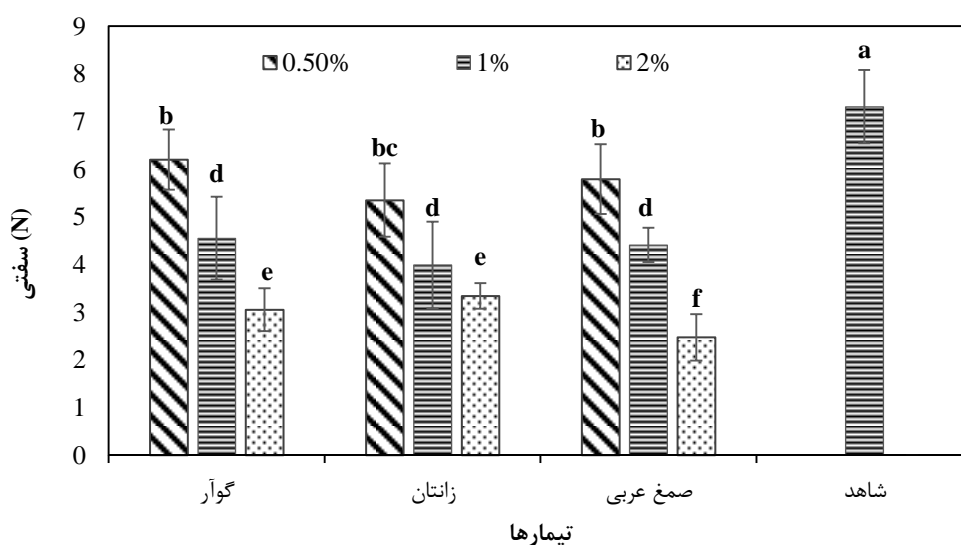 9
8
7
6
5
4
3
2
1
0
سفتی (N)
0.50% 1% 2%
b d e
bc d e
b d f
a
گوآر
زانتان
صمغ عربی
شاهد
تیمارها